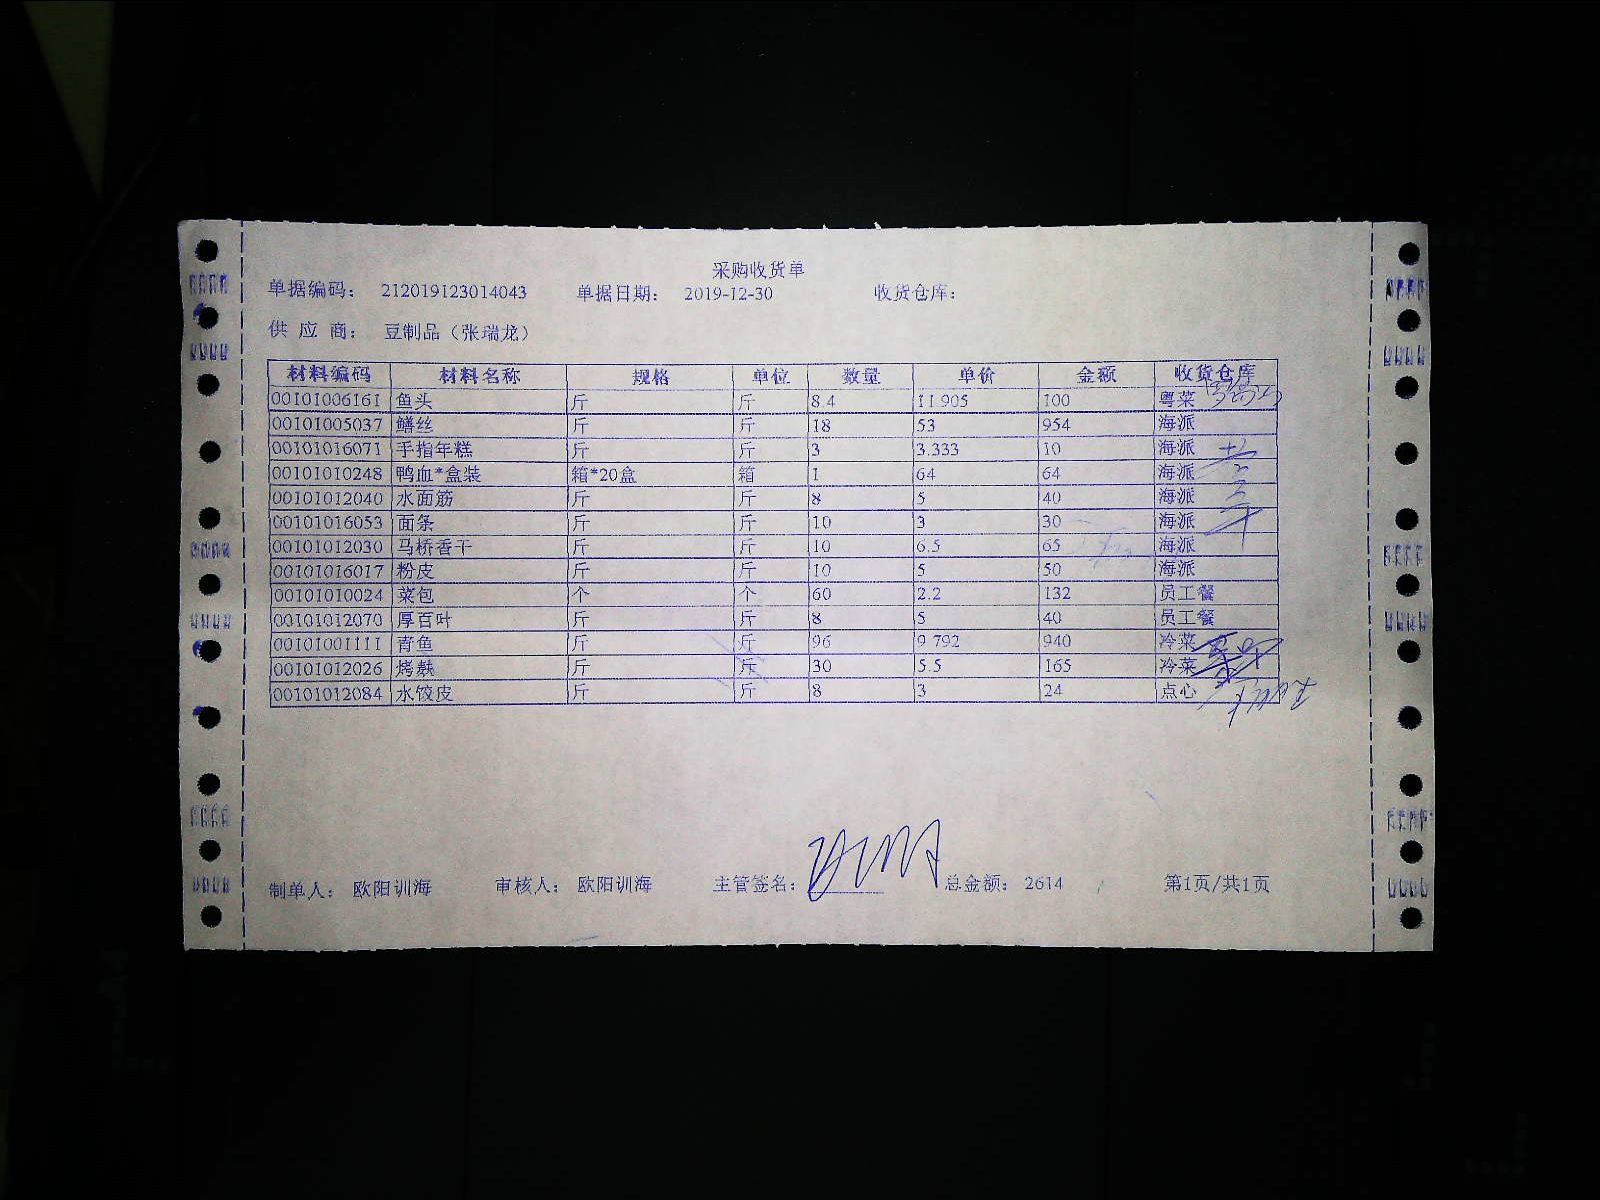 采购收货单
单据编码： 212019123014043 单据日期： 2019-12-30 收货仓库：
供 应 商： 豆制品（张瑞龙）
材料编码 材料名称 规格 单位 数量 单价 金额 收货仓库
00101006161 鱼头 斤 斤 8.4 11.905 100 粤菜
00101005037 鳝丝 斤 斤 18 53 954 海派
00101016071 手指年糕 斤 斤 3 3.333 10 海派
00101010248 鸭血*盒装 箱*20盒 箱 1 64 64 海派
00101012040 水面筋 斤 斤 8 5 40 海派
00101016053 面条 斤 斤 10 3 30 海派
00101012030 马桥香干 斤 斤 10 6.5 65 海派
00101016017 粉皮 斤 斤 10 5 50 海派
00101010024 菜包 个 个 60 2.2 132 员工餐
00101012070 厚百叶 斤 斤 8 5 40 员工餐
00101001111 青鱼 斤 斤 96 9.792 940 冷菜
00101012026 烤麸 斤 斤 30 5.5 165 冷菜
00101012084 水饺皮 斤 斤 8 3 24 点心
制单人： 欧阳训海 审核人： 欧阳训海 主管签名： 总金额： 2614 第1页/共1页